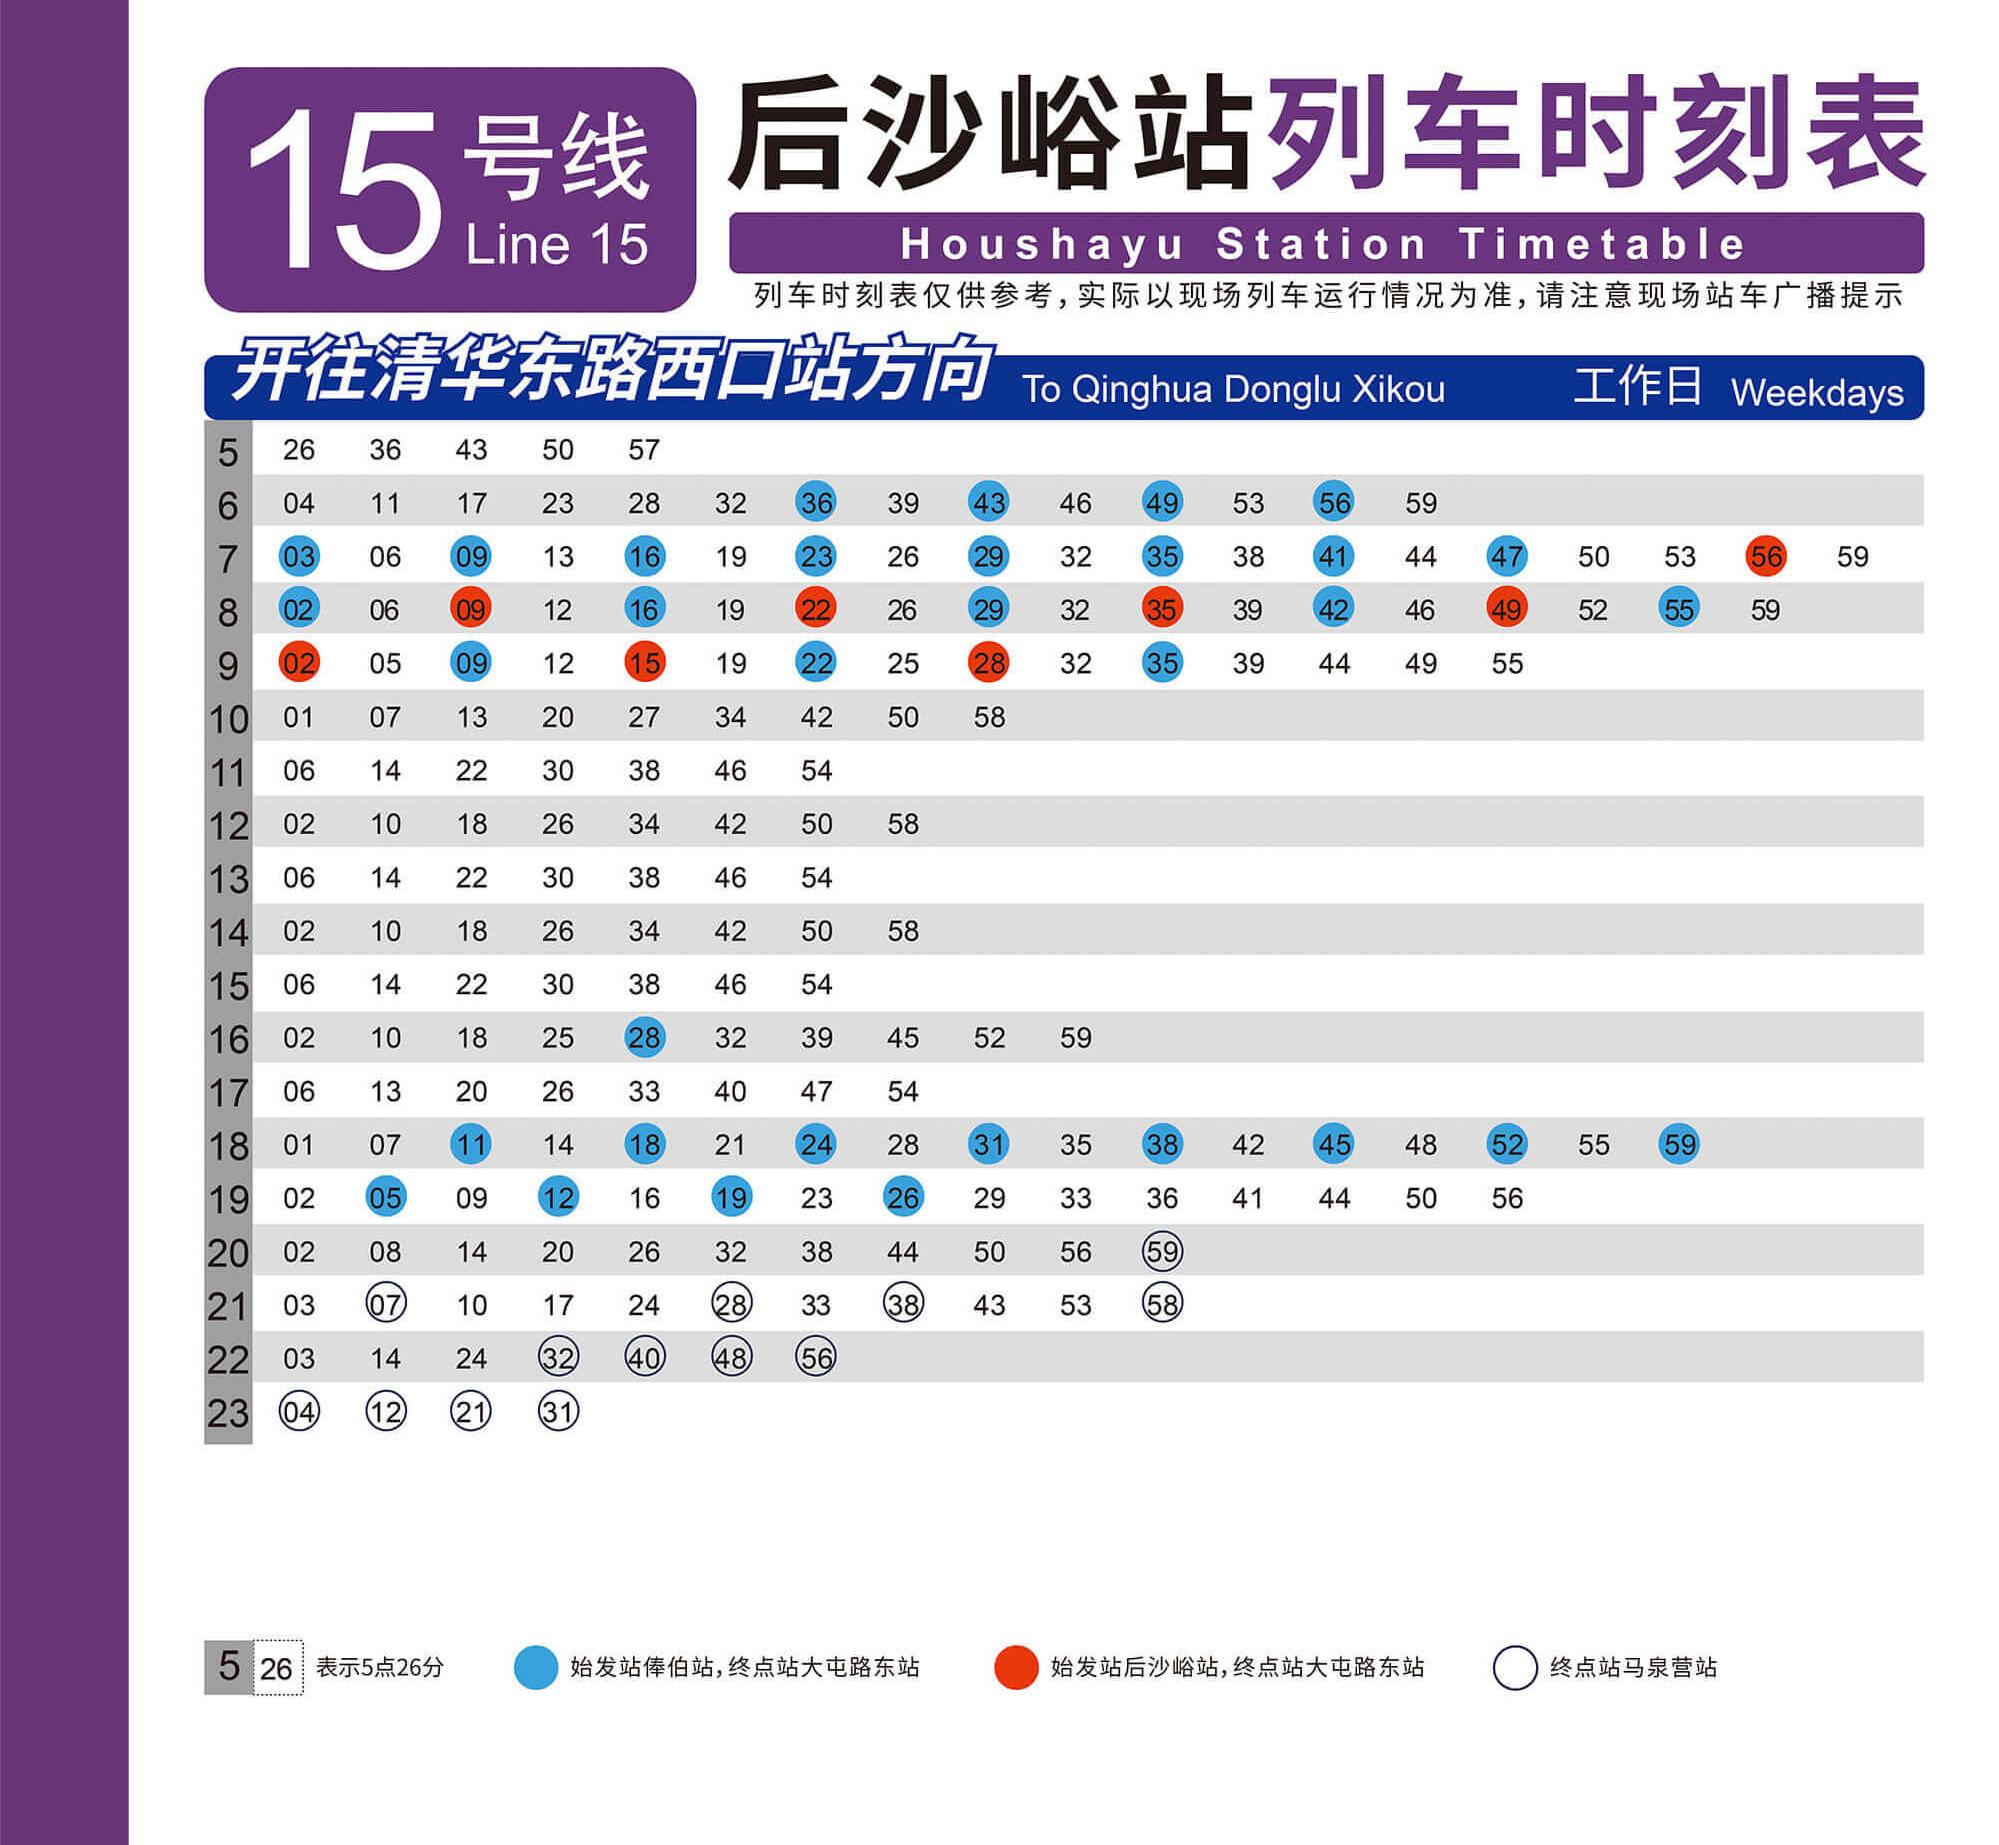 15号线
Line 15
后沙峪站列车时刻表
Houshayu Station Timetable
列车时刻表仅供参考，实际以现场列车运行情况为准，请注意现场站车广播提示
开往清华东路西口站方向 To Qinghua Donglu Xikou 工作日 Weekdays
5 26 36 43 50 57
6 04 11 17 23 28 32 36 39 43 46 49 53 56 59
7 03 06 09 13 16 19 23 26 29 32 35 38 41 44 47 50 53 56 59
8 02 06 09 12 16 19 22 26 29 32 35 39 42 46 49 52 55 59
9 02 05 09 12 15 19 22 25 28 32 35 39 44 49 55
10 01 07 13 20 27 34 42 50 58
11 06 14 22 30 38 46 54
12 02 10 18 26 34 42 50 58
13 06 14 22 30 38 46 54
14 02 10 18 26 34 42 50 58
15 06 14 22 30 38 46 54
16 02 10 18 25 28 32 39 45 52 59
17 06 13 20 26 33 40 47 54
18 01 07 11 14 18 21 24 28 31 35 38 42 45 48 52 55 59
19 02 05 09 12 16 19 23 26 29 33 36 41 44 50 56
20 02 08 14 20 26 32 38 44 50 56 59
21 03 07 10 17 24 28 33 38 43 53 58
22 03 14 24 32 40 48 56
23 04 12 21 31
5 26 表示5点26分 始发站俸伯站，终点站大屯路东站 始发站后沙峪站，终点站大屯路东站 终点站马泉营站